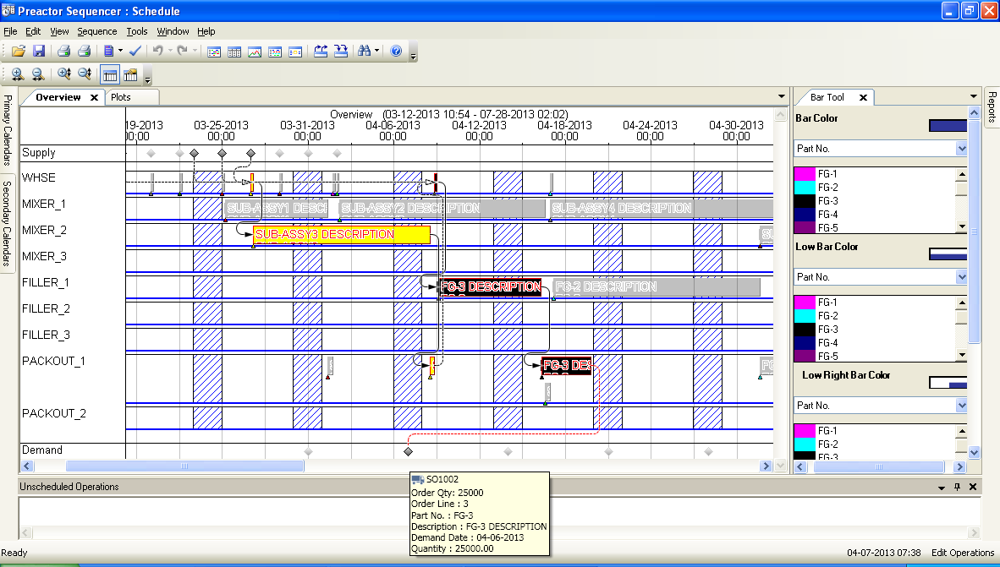 Preactor Sequencer : Schedule
File Edit View Sequence Tools Window Help
Overview Plots
Bar Tool
Primary Calendars
Secondary Calendars
Reports
Overview (03-12-2013 10:54 - 07-28-2013 02:02)
19-2013 03-25-2013 03-31-2013 04-06-2013 04-12-2013 04-18-2013 04-24-2013 04-30-2013
00:00 00:00 00:00 00:00 00:00 00:00 00:00 00:00
Supply
WHSE
MIXER_1 SUB-ASSY1 DESCR SUB-ASSY2 DESCRIPTION SUB-ASSY4 DESCRIPTION
MIXER_2 SUB-ASSY3 DESCRIPTION
MIXER_3
FILLER_1 FG-3 DESCRIPTION FG-2 DESCRIPTION
FILLER_2
FILLER_3
PACKOUT_1 FG-3 DES
PACKOUT_2
Demand
Bar Color
Part No.
FG-1
FG-2
FG-3
FG-4
FG-5
Low Bar Color
Part No.
FG-1
FG-2
FG-3
FG-4
FG-5
Low Right Bar Color
Part No.
FG-1
FG-2
FG-3
SO1002
Order Qty: 25000
Order Line : 3
Part No. : FG-3
Description : FG-3 DESCRIPTION
Demand Date : 04-06-2013
Quantity : 25000.00
Unscheduled Operations
Ready
04-07-2013 07:38 Edit Operations